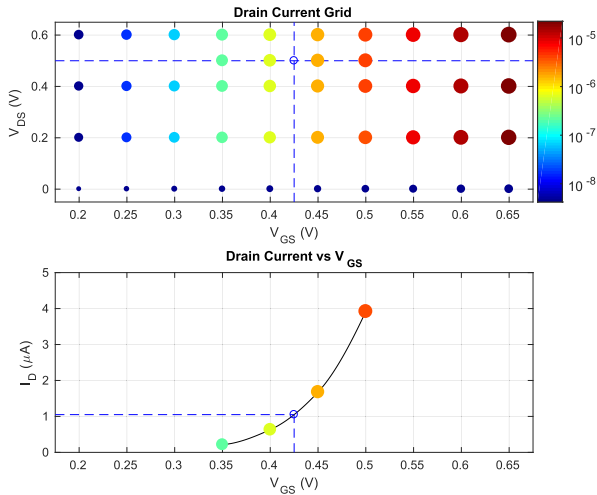 Drain Current Grid
0.6
0.4
0.2
0
V_DS (V)
0.2 0.25 0.3 0.35 0.4 0.45 0.5 0.55 0.6 0.65
V_GS (V)
10^-5
10^-6
10^-7
10^-8
Drain Current vs V_GS
5
4
3
2
1
0
I_D (μA)
0.2 0.25 0.3 0.35 0.4 0.45 0.5 0.55 0.6 0.65
V_GS (V)